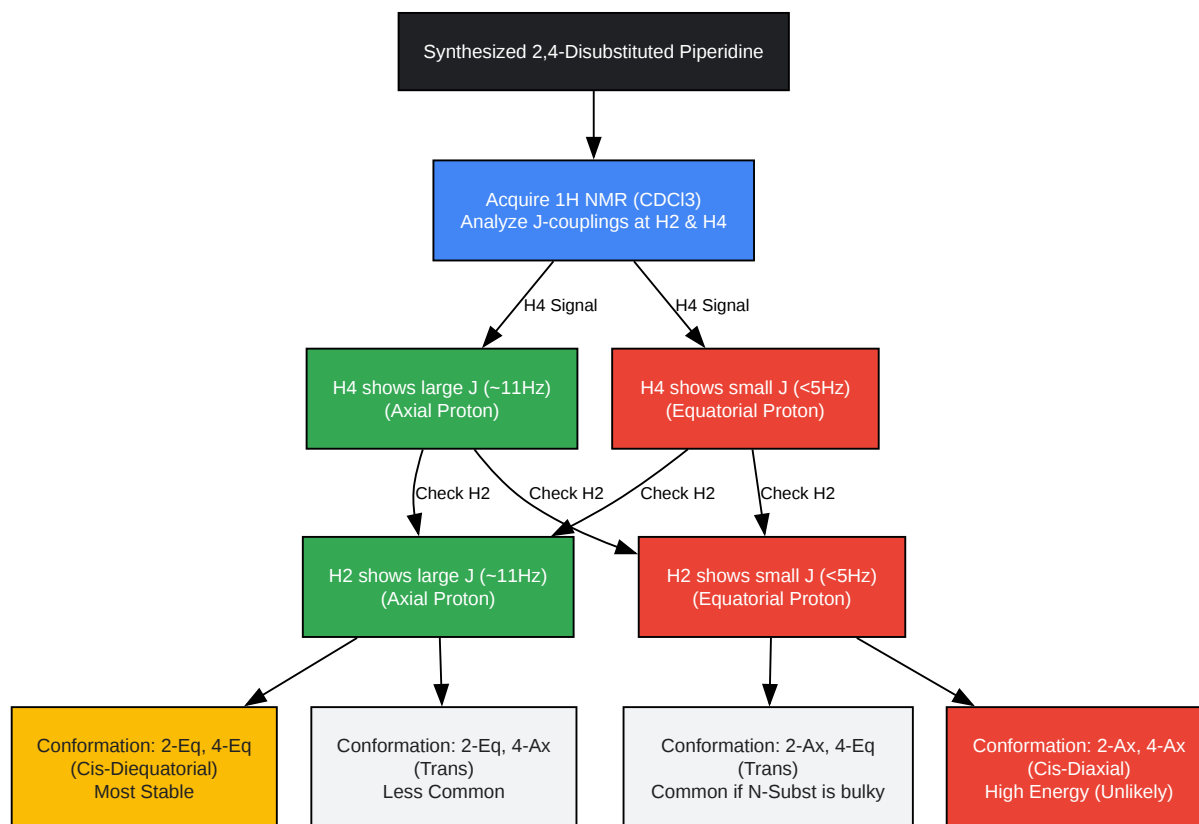 Synthesized 2,4-Disubstituted Piperidine
Acquire 1H NMR (CDCl3)
Analyze J-couplings at H2 & H4
H4 Signal
H4 Signal
H4 shows large J (~11Hz)
(Axial Proton)
H4 shows small J (<5Hz)
(Equatorial Proton)
Check H2
Check H2
Check H2
Check H2
H2 shows large J (~11Hz)
(Axial Proton)
H2 shows small J (<5Hz)
(Equatorial Proton)
Conformation: 2-Eq, 4-Eq
(Cis-Diequatorial)
Most Stable
Conformation: 2-Eq, 4-Ax
(Trans)
Less Common
Conformation: 2-Ax, 4-Eq
(Trans)
Common if N-Subst is bulky
Conformation: 2-Ax, 4-Ax
(Cis-Diaxial)
High Energy (Unlikely)